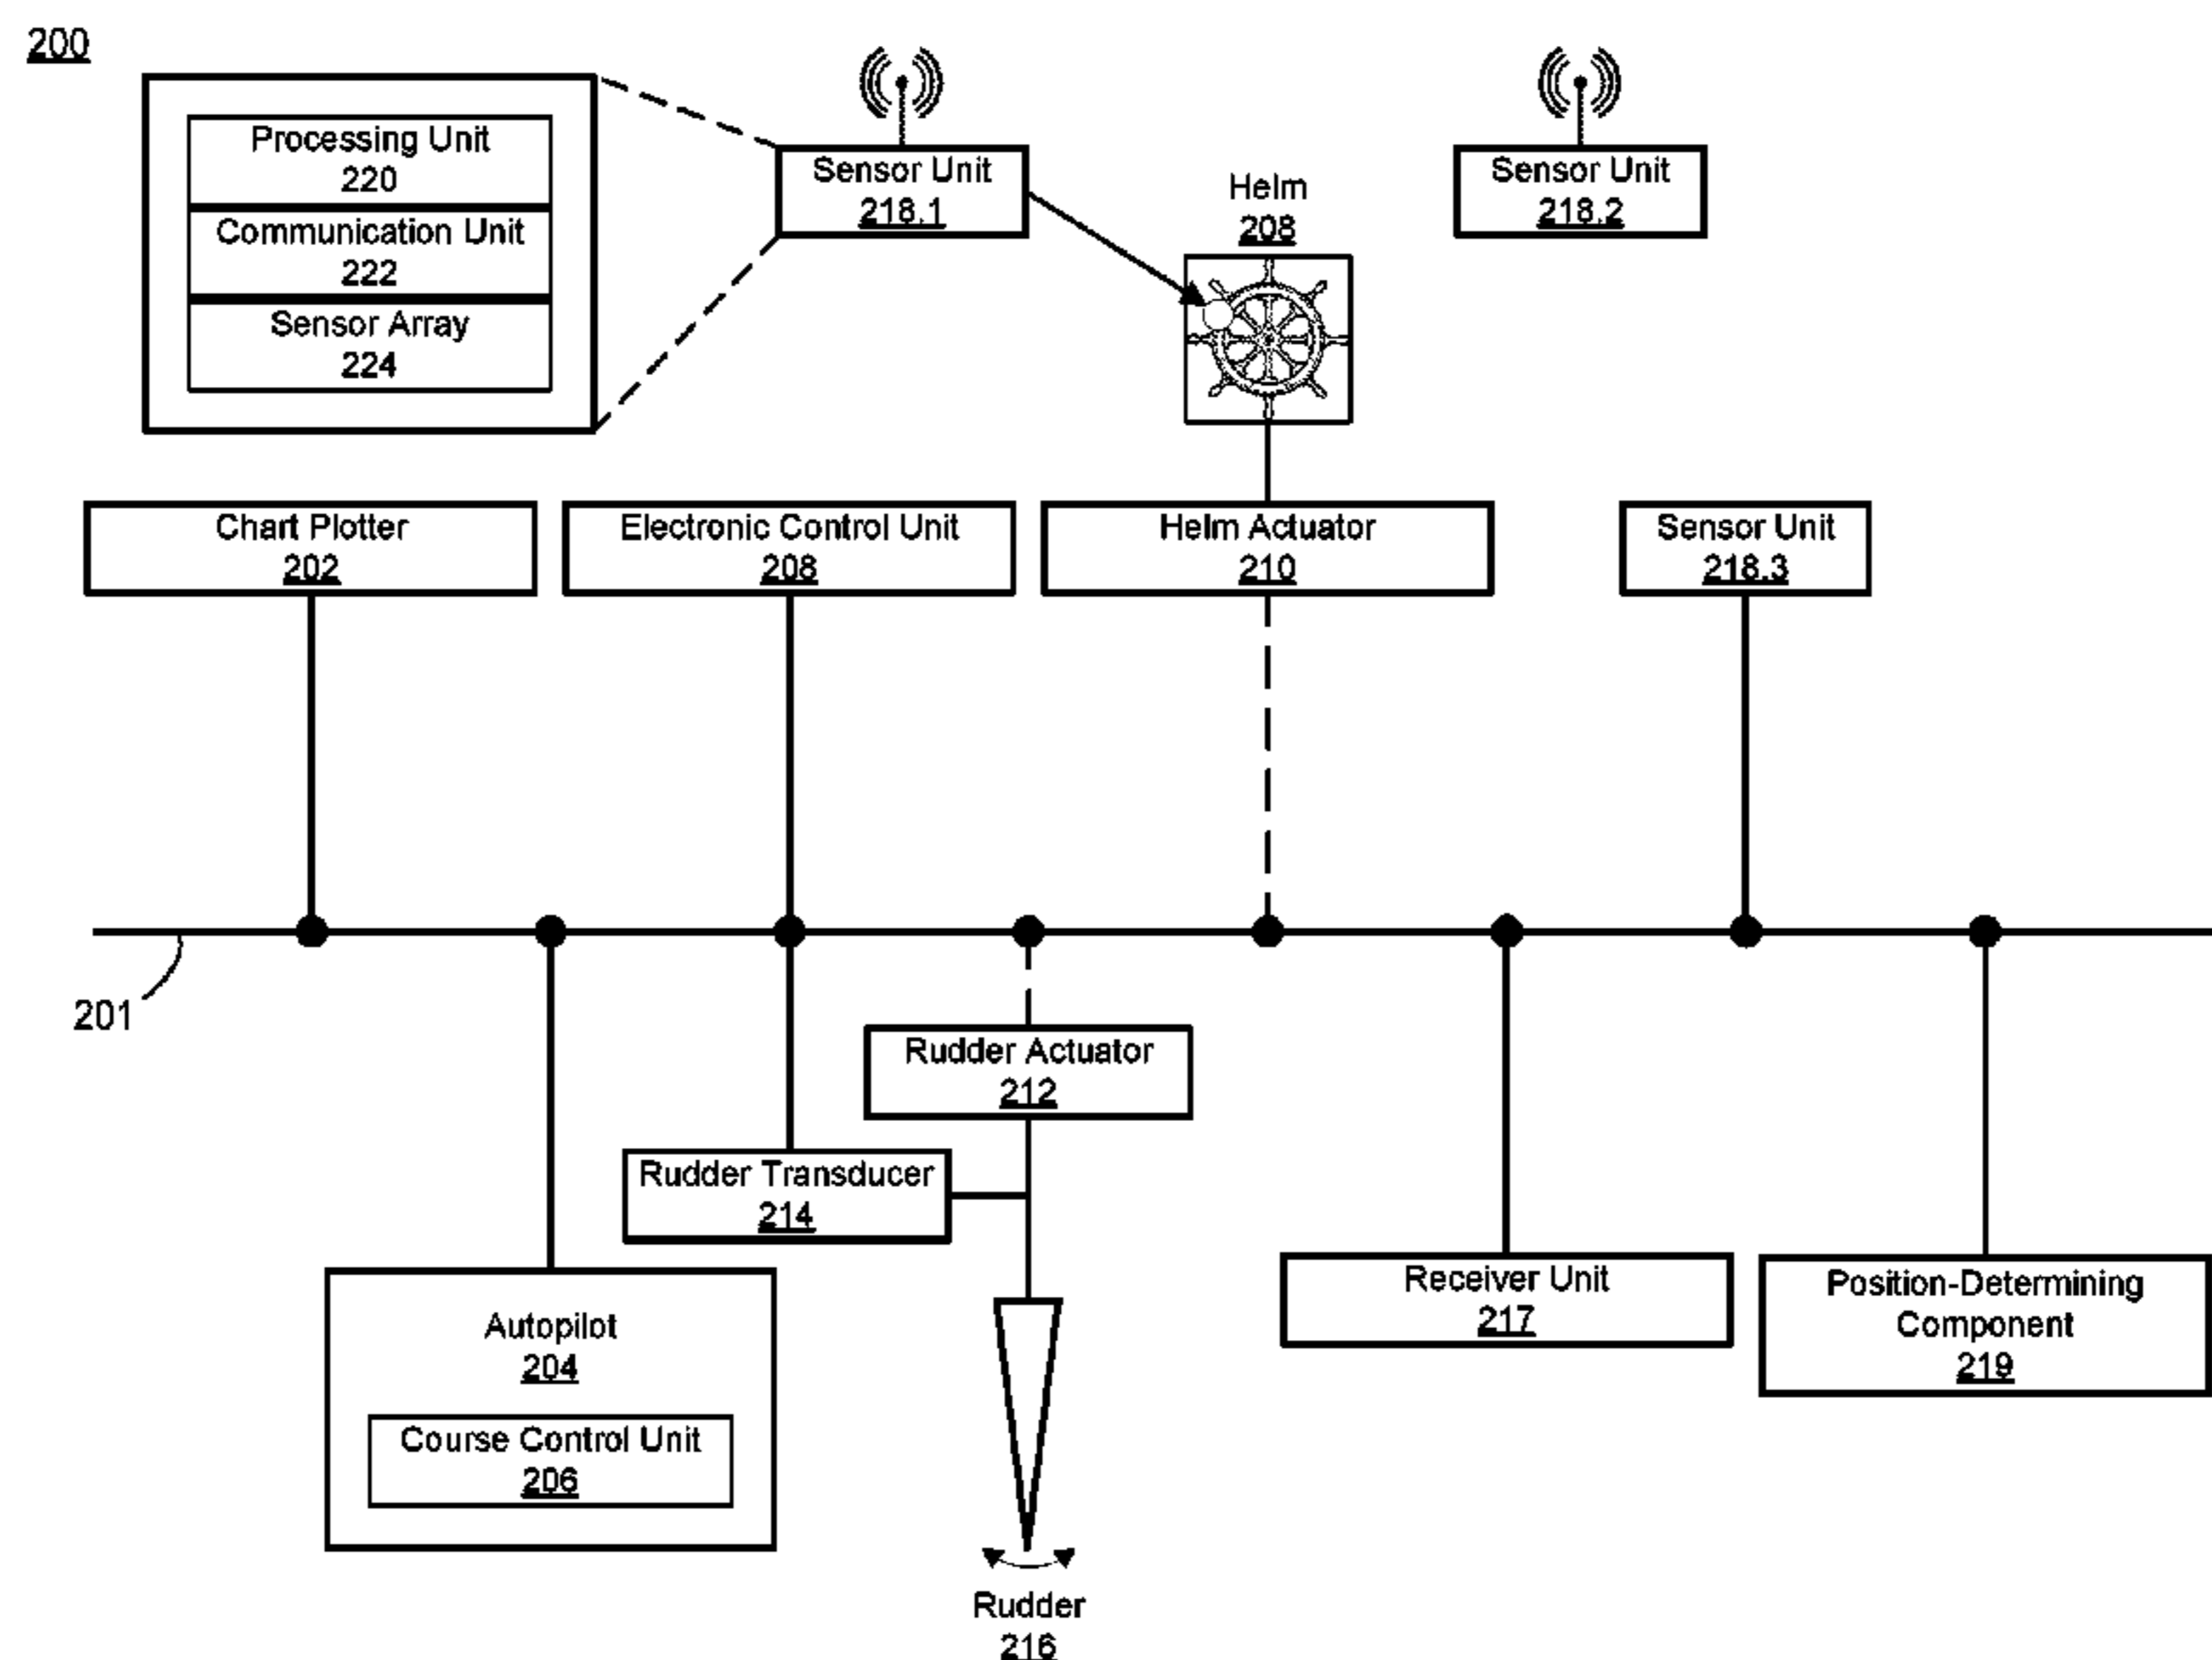 200
Processing Unit
220
Communication Unit
222
Sensor Array
224
Sensor Unit
218.1
Helm
208
Sensor Unit
218.2
Chart Plotter
202
Electronic Control Unit
208
Helm Actuator
210
Sensor Unit
218.3
201
Rudder Actuator
212
Rudder Transducer
214
Autopilot
204
Course Control Unit
206
Receiver Unit
217
Position-Determining
Component
219
Rudder
216